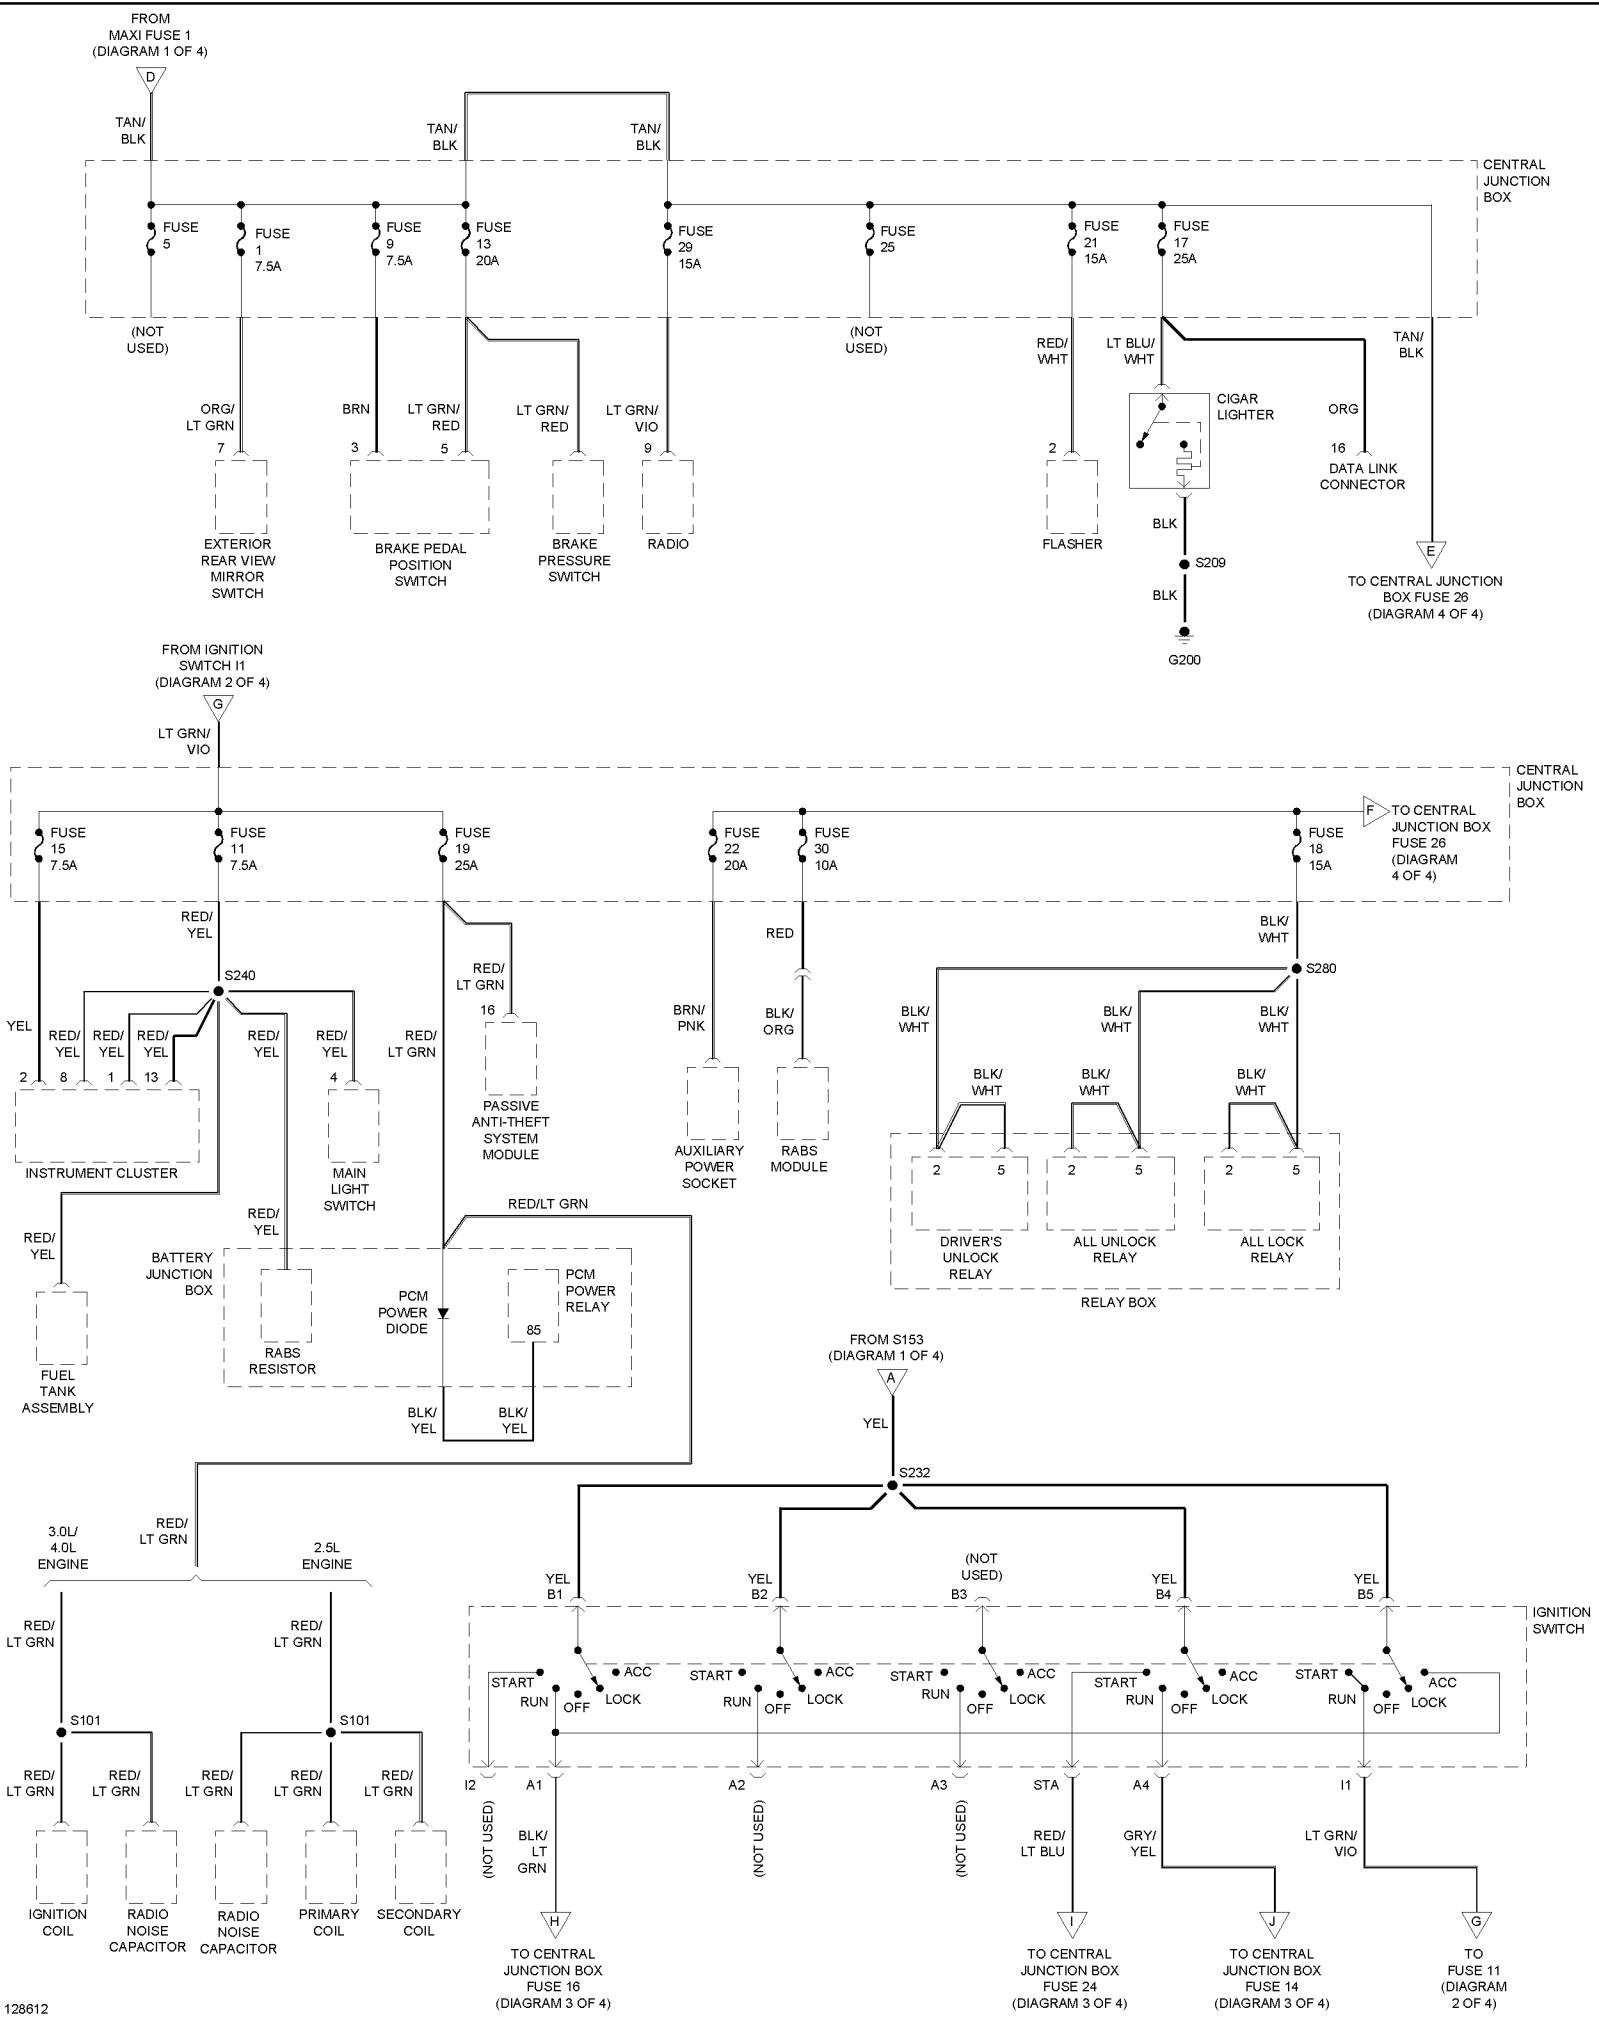 FROM
MAXI FUSE 1
(DIAGRAM 1 OF 4)
D
TAN/
BLK
TAN/
BLK
TAN/
BLK
CENTRAL
JUNCTION
BOX
FUSE
5
FUSE
1
7.5A
FUSE
9
7.5A
FUSE
13
20A
FUSE
29
15A
FUSE
25
FUSE
21
15A
FUSE
17
25A
(NOT
USED)
(NOT
USED)
RED/
WHT
LT BLU/
WHT
TAN/
BLK
ORG/
LT GRN
BRN
LT GRN/
RED
LT GRN/
RED
LT GRN/
VIO
CIGAR
LIGHTER
ORG
7
3
5
9
2
16
DATA LINK
CONNECTOR
EXTERIOR
REAR VIEW
MIRROR
SWITCH
BRAKE PEDAL
POSITION
SWITCH
BRAKE
PRESSURE
SWITCH
RADIO
FLASHER
BLK
S209
BLK
G200
E
TO CENTRAL JUNCTION
BOX FUSE 26
(DIAGRAM 4 OF 4)
FROM IGNITION
SWITCH I1
(DIAGRAM 2 OF 4)
G
LT GRN/
VIO
CENTRAL
JUNCTION
BOX
FUSE
15
7.5A
FUSE
11
7.5A
FUSE
19
25A
FUSE
22
20A
FUSE
30
10A
FUSE
18
15A
F
TO CENTRAL
JUNCTION BOX
FUSE 26
(DIAGRAM
4 OF 4)
RED/
YEL
S240
RED/
LT GRN
16
RED
BLK/
WHT
S280
YEL
RED/
YEL
RED/
YEL
RED/
YEL
RED/
YEL
RED/
YEL
RED/
LT GRN
BRN/
PNK
BLK/
ORG
BLK/
WHT
BLK/
WHT
BLK/
WHT
2
8
1
13
4
BLK/
WHT
BLK/
WHT
BLK/
WHT
INSTRUMENT CLUSTER
MAIN
LIGHT
SWITCH
PASSIVE
ANTI-THEFT
SYSTEM
MODULE
AUXILIARY
POWER
SOCKET
RABS
MODULE
2
5
2
5
2
5
DRIVER'S
UNLOCK
RELAY
ALL UNLOCK
RELAY
ALL LOCK
RELAY
RELAY BOX
RED/LT GRN
RED/
YEL
RED/
YEL
BATTERY
JUNCTION
BOX
PCM
POWER
DIODE
PCM
POWER
RELAY
85
RABS
RESISTOR
FUEL
TANK
ASSEMBLY
BLK/
YEL
BLK/
YEL
FROM S153
(DIAGRAM 1 OF 4)
A
YEL
S232
RED/
LT GRN
3.0L/
4.0L
ENGINE
2.5L
ENGINE
RED/
LT GRN
RED/
LT GRN
S101
S101
RED/
LT GRN
RED/
LT GRN
RED/
LT GRN
RED/
LT GRN
RED/
LT GRN
IGNITION
COIL
RADIO
NOISE
CAPACITOR
RADIO
NOISE
CAPACITOR
PRIMARY
COIL
SECONDARY
COIL
YEL
B1
YEL
B2
(NOT
USED)
B3
YEL
B4
YEL
B5
IGNITION
SWITCH
START
RUN
OFF
LOCK
ACC
START
RUN
OFF
LOCK
ACC
START
RUN
OFF
LOCK
ACC
START
RUN
OFF
LOCK
ACC
START
RUN
OFF
LOCK
ACC
I2
A1
A2
A3
STA
A4
I1
(NOT USED)
BLK/
LT
GRN
(NOT USED)
(NOT USED)
RED/
LT BLU
GRY/
YEL
LT GRN/
VIO
H
I
J
G
TO CENTRAL
JUNCTION BOX
FUSE 16
(DIAGRAM 3 OF 4)
TO CENTRAL
JUNCTION BOX
FUSE 24
(DIAGRAM 3 OF 4)
TO CENTRAL
JUNCTION BOX
FUSE 14
(DIAGRAM 3 OF 4)
TO
FUSE 11
(DIAGRAM
2 OF 4)
128612